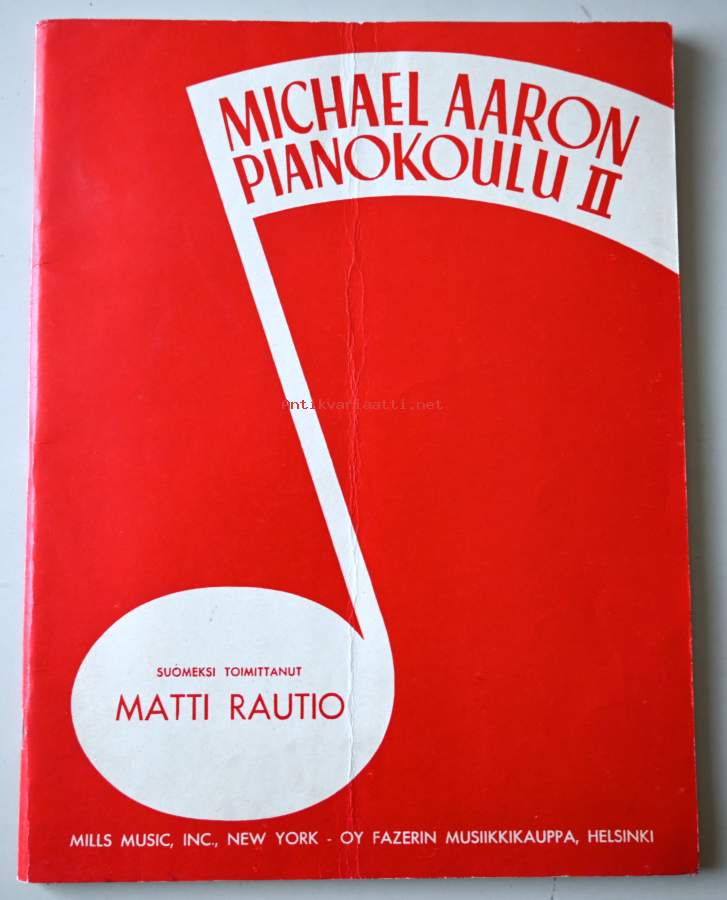 MICHAEL AARON
PIANOKOULU II
Antikvariaatti.net
SUOMEKSI TOIMITTANUT
MATTI RAUTIO
MILLS MUSIC, INC., NEW YORK - OY FAZERIN MUSIIKKIKAUPPA, HELSINKI